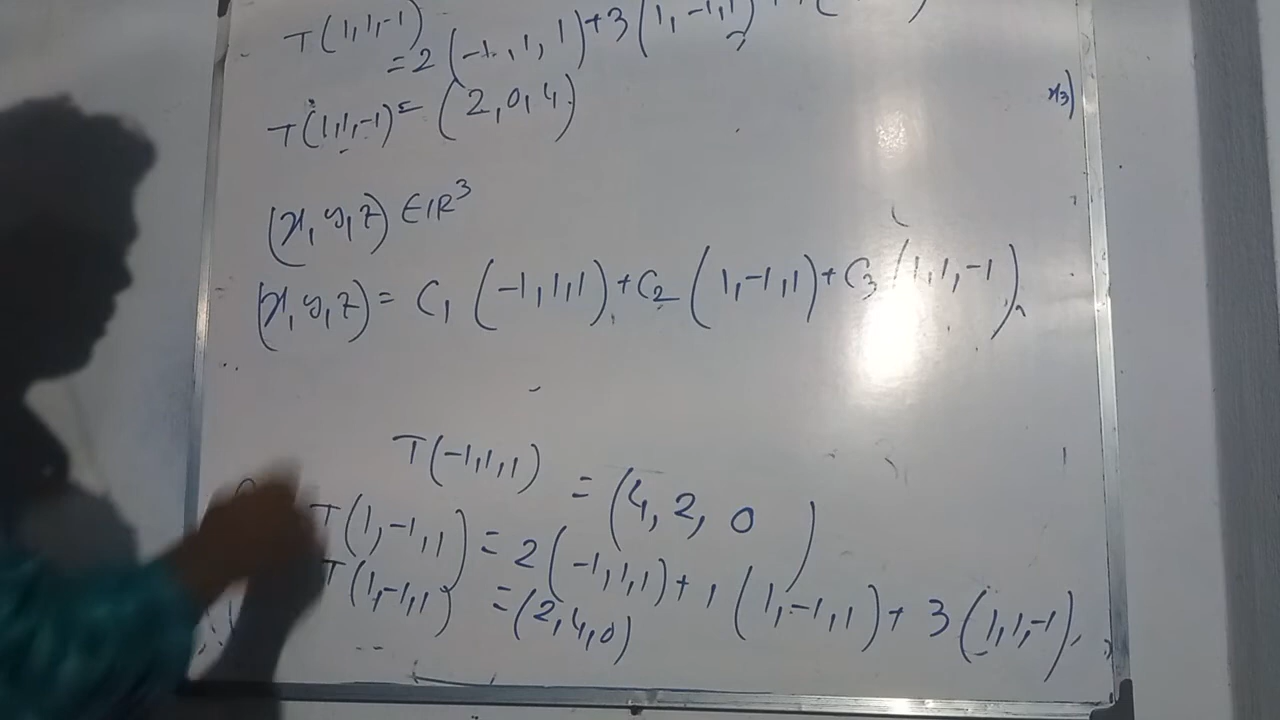 T(1,1,-1)
=2(-1,1,1)+3(1,-1,1)
T(1,1,-1)=(2,0,4)
x₃)
(x,y,z)∈ℝ³
(x,y,z)=C₁(-1,1,1)+C₂(1,-1,1)+C₃(1,1,-1),
T(-1,1,1)
=(4,2,0)
T(1,-1,1)=2(-1,1,1)+1(1,-1,1)+3(1,1,-1),
T(1,-1,1)=(2,4,0)